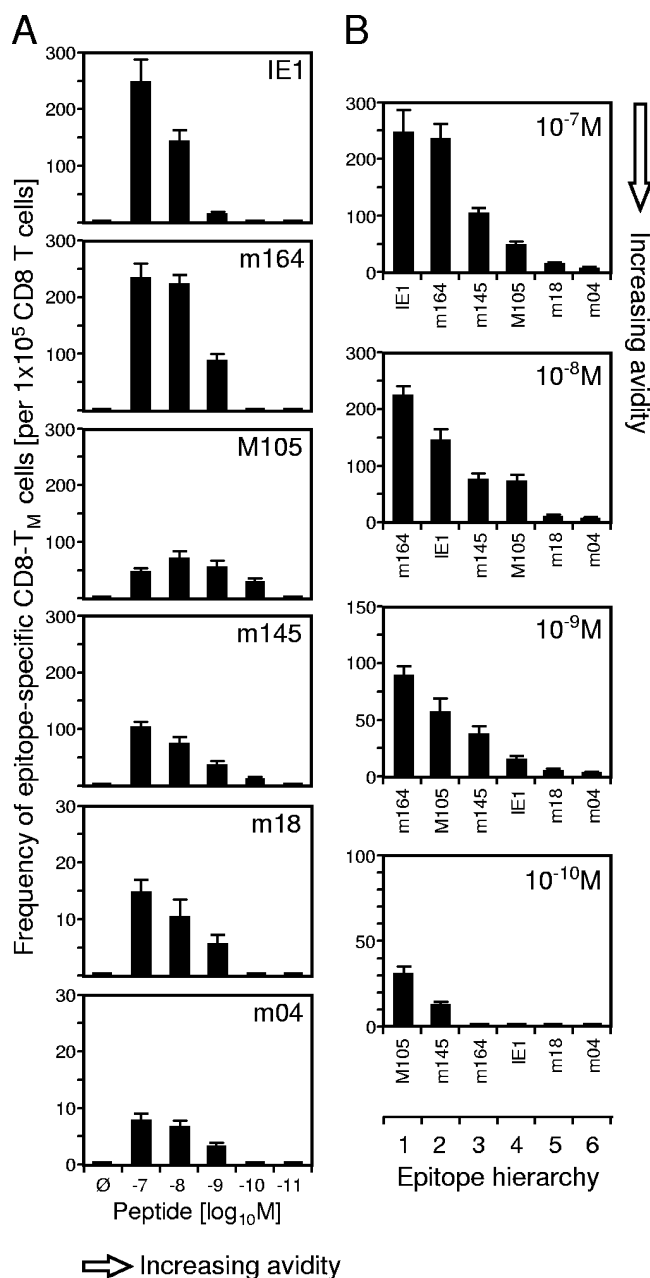 A
B
Frequency of epitope-specific CD8-TM cells [per 1x10⁵ CD8 T cells]
IE1
300
200
100
m164
300
200
100
M105
300
200
100
m145
300
200
100
m18
30
20
10
m04
30
20
10
0
Ø -7 -8 -9 -10 -11
Peptide [log₁₀M]
Increasing avidity
10⁻⁷M
300
200
100
0
IE1 m164 m145 M105 m18 m04
10⁻⁸M
300
200
100
0
m164 IE1 m145 M105 m18 m04
10⁻⁹M
150
100
50
0
m164 M105 m145 IE1 m18 m04
10⁻¹⁰M
100
50
0
M105 m145 m164 IE1 m18 m04
1 2 3 4 5 6
Epitope hierarchy
Increasing avidity